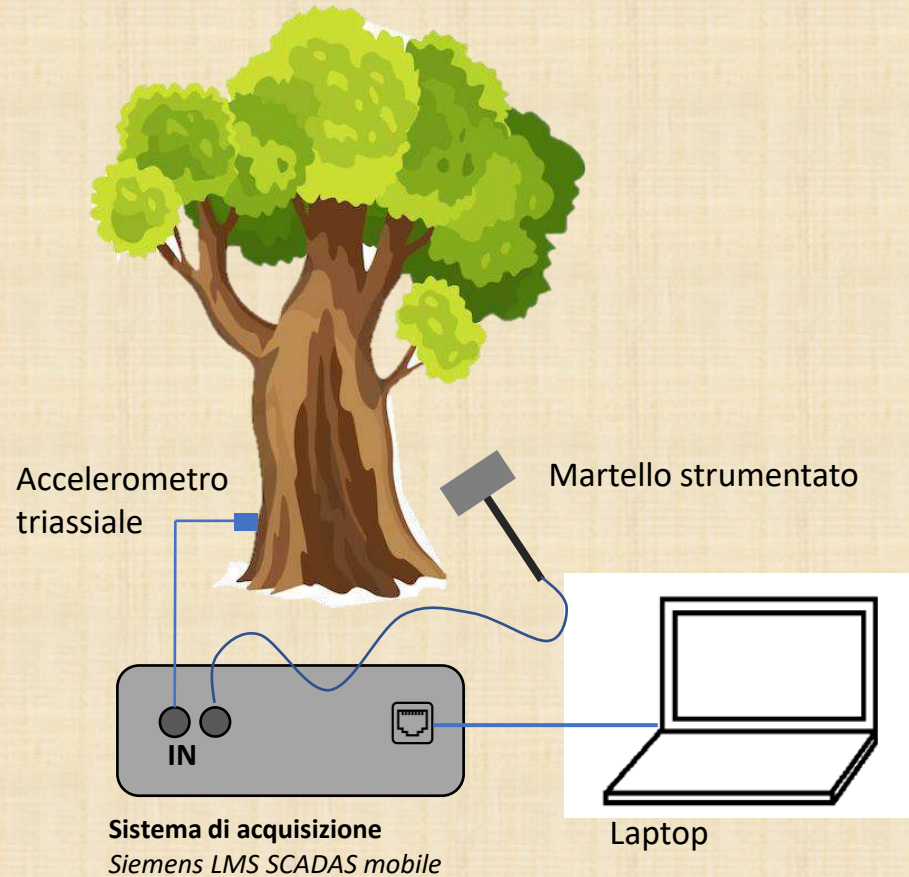 Accelerometro
triassiale
Martello strumentato
IN
Sistema di acquisizione
Siemens LMS SCADAS mobile
Laptop